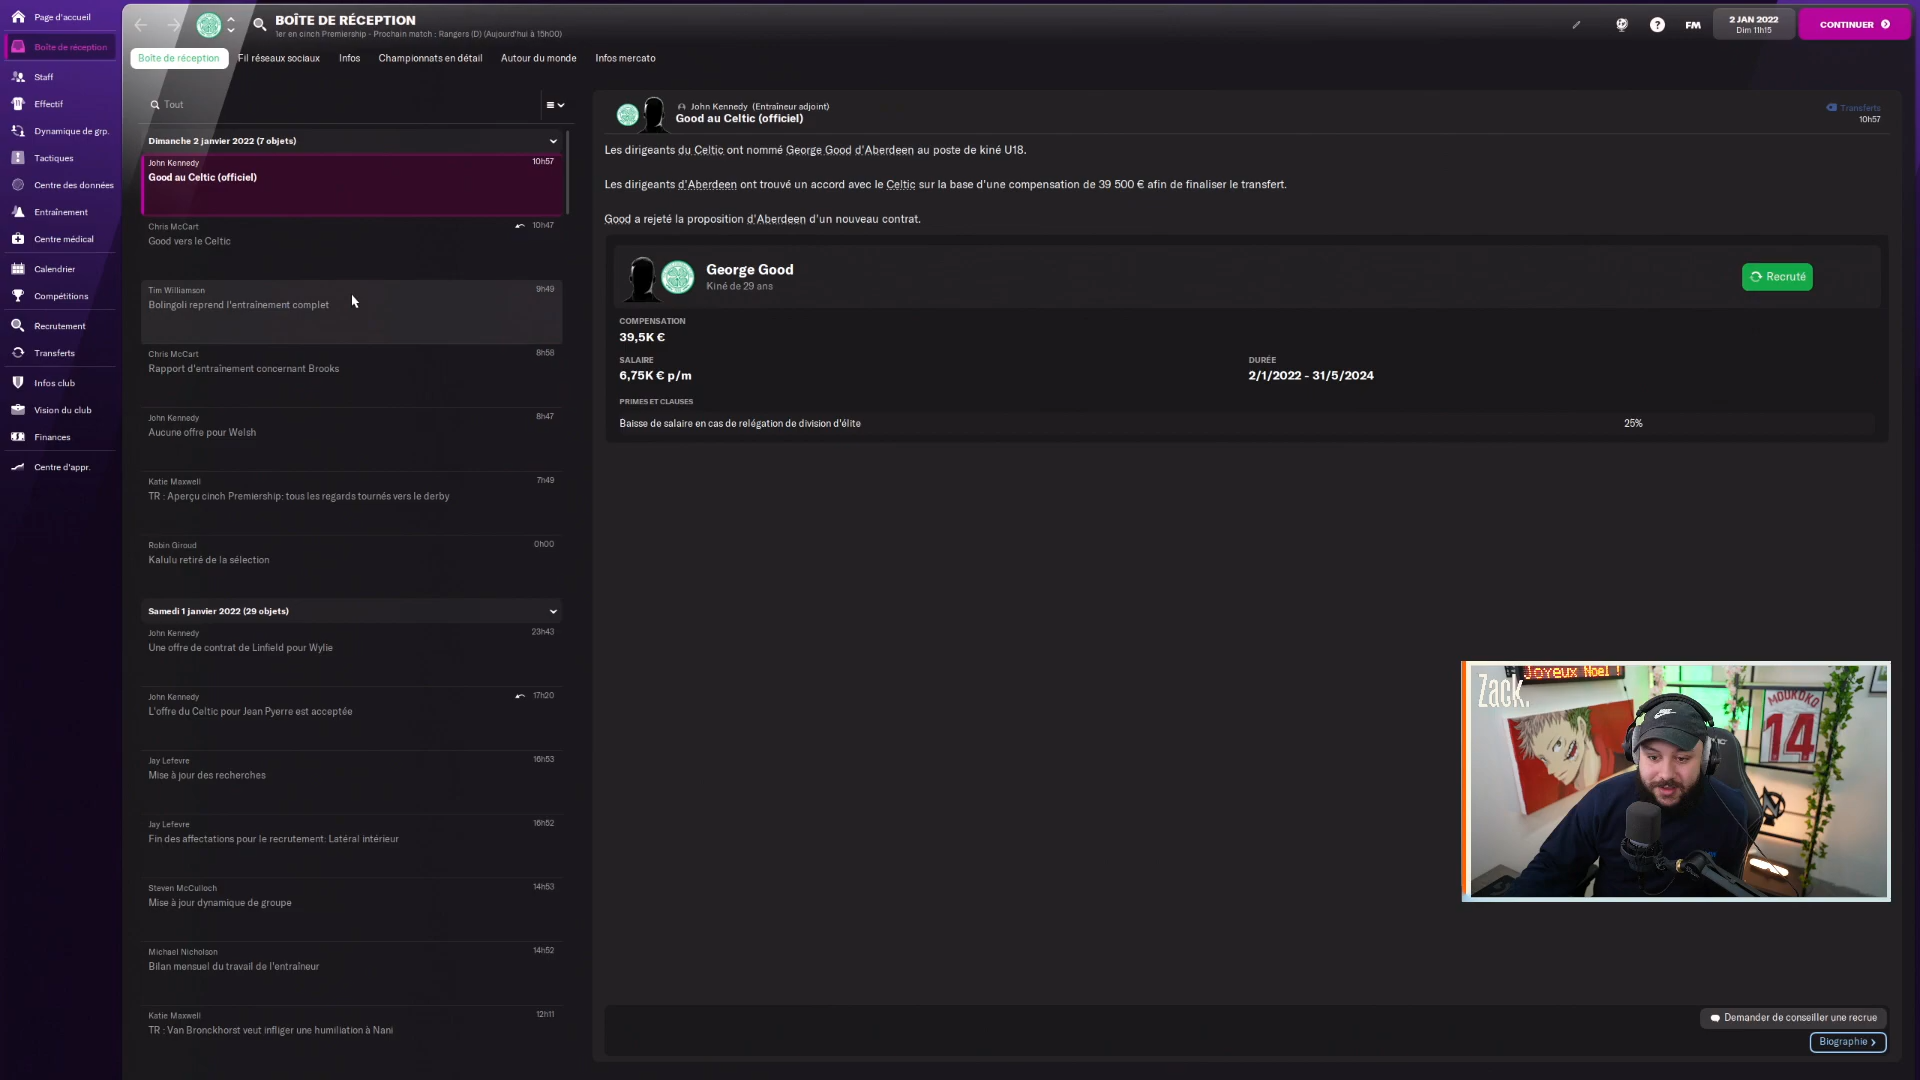 Page d'accueil
Boîte de réception
Staff
Effectif
Dynamique de grp.
Tactiques
Centre des données
Entraînement
Centre médical
Calendrier
Compétitions
Recrutement
Transferts
Infos club
Vision du club
Finances
Centre d'appr.
BOÎTE DE RÉCEPTION
1er en cinch Premiership - Prochain match : Rangers (D) (Aujourd'hui à 15h00)
FM
2 JAN 2022
Dim 11h15
CONTINUER
Boîte de réception
Fil réseaux sociaux
Infos
Championnats en détail
Autour du monde
Infos mercato
Tout
Dimanche 2 janvier 2022 (7 objets)
John Kennedy 10h57
Good au Celtic (officiel)
Chris McCart 10h47
Good vers le Celtic
Tim Williamson 9h49
Bolingoli reprend l'entraînement complet
Chris McCart 8h58
Rapport d'entraînement concernant Brooks
John Kennedy 8h47
Aucune offre pour Welsh
Katie Maxwell 7h49
TR : Aperçu cinch Premiership: tous les regards tournés vers le derby
Robin Giroud 0h00
Kalulu retiré de la sélection
Samedi 1 janvier 2022 (29 objets)
John Kennedy 23h43
Une offre de contrat de Linfield pour Wylie
John Kennedy 17h20
L'offre du Celtic pour Jean Pyerre est acceptée
Jay Lefevre 16h53
Mise à jour des recherches
Jay Lefevre 16h52
Fin des affectations pour le recrutement: Latéral intérieur
Steven McCulloch 14h53
Mise à jour dynamique de groupe
Michael Nicholson 14h52
Bilan mensuel du travail de l'entraîneur
Katie Maxwell 12h11
TR : Van Bronckhorst veut infliger une humiliation à Nani
John Kennedy (Entraîneur adjoint)
Good au Celtic (officiel)
Transferts
10h57
Les dirigeants du Celtic ont nommé George Good d'Aberdeen au poste de kiné U18.
Les dirigeants d'Aberdeen ont trouvé un accord avec le Celtic sur la base d'une compensation de 39 500 € afin de finaliser le transfert.
Good a rejeté la proposition d'Aberdeen d'un nouveau contrat.
George Good
Kiné de 29 ans
Recruté
COMPENSATION
39,5K €
SALAIRE
6,75K € p/m
DURÉE
2/1/2022 - 31/5/2024
PRIMES ET CLAUSES
Baisse de salaire en cas de relégation de division d'élite 25%
Zack.
Joyeux Noel !
MOUKOKO
14
Demander de conseiller une recrue
Biographie